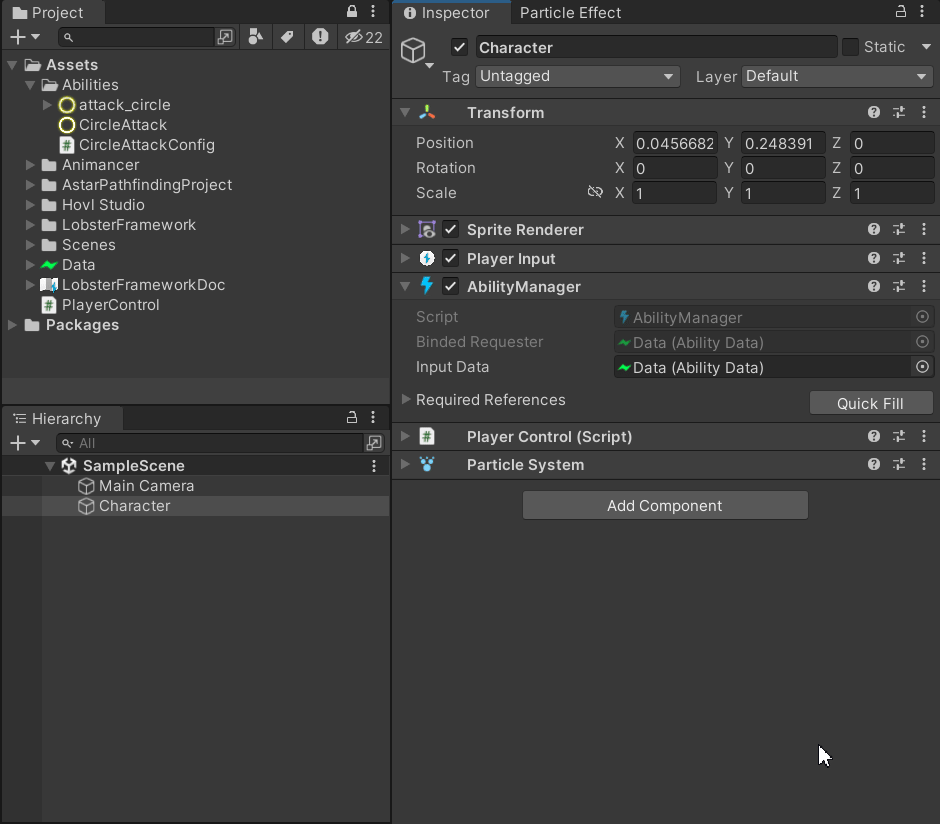 Project
22
Assets
Abilities
attack_circle
CircleAttack
CircleAttackConfig
Animancer
AstarPathfindingProject
Hovl Studio
LobsterFramework
Scenes
Data
LobsterFrameworkDoc
PlayerControl
Packages
Hierarchy
All
SampleScene
Main Camera
Character
Inspector Particle Effect
Character Static
Tag Untagged Layer Default
Transform
Position X 0.0456682 Y 0.248391 Z 0
Rotation X 0 Y 0 Z 0
Scale X 1 Y 1 Z 1
Sprite Renderer
Player Input
AbilityManager
Script AbilityManager
Binded Requester Data (Ability Data)
Input Data Data (Ability Data)
Required References
Quick Fill
Player Control (Script)
Particle System
Add Component